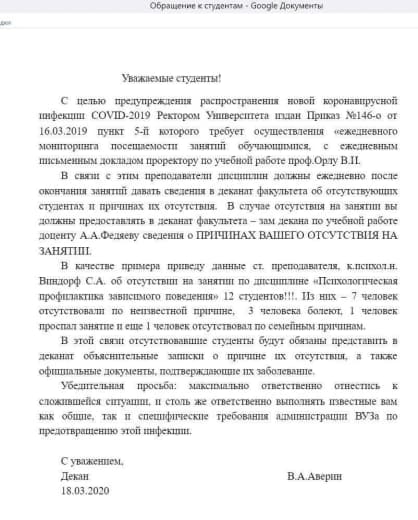 Обращение к студентам - Google Документы
Уважаемые студенты!
С целью предупреждения распространения новой коронавирусной
инфекции COVID-2019 Ректором Университета издан Приказ №146-о от
16.03.2019 пункт 5-й которого требует осуществления «ежедневного
мониторинга посещаемости занятий обучающимися, с ежедневным
письменным докладом проректору по учебной работе проф.Орлу В.И.
В связи с этим преподаватели дисциплин должны ежедневно после
окончания занятий давать сведения в деканат факультета об отсутствующих
студентах и причинах их отсутствия. В случае отсутствия на занятии вы
должны предоставлять в деканат факультета – зам декана по учебной работе
доценту А.А.Федяеву сведения о ПРИЧИНАХ ВАШЕГО ОТСУТСТВИЯ НА
ЗАНЯТИИ.
В качестве примера приведу данные ст. преподавателя, к.психол.н.
Виндорф С.А. об отсутствии на занятии по дисциплине «Психологическая
профилактика зависимого поведения» 12 студентов!!!. Из них – 7 человек
отсутствовали по неизвестной причине, 3 человека болеют, 1 человек
проспал занятие и еще 1 человек отсутствовал по семейным причинам.
В этой связи отсутствовавшие студенты будут обязаны представить в
деканат объяснительные записки о причине их отсутствия, а также
официальные документы, подтверждающие их заболевание.
Убедительная просьба: максимально ответственно отнестись к
сложившейся ситуации, и столь же ответственно выполнять известные вам
как общие, так и специфические требования администрации ВУЗа по
предотвращению этой инфекции.
С уважением,
Декан В.А.Аверин
18.03.2020